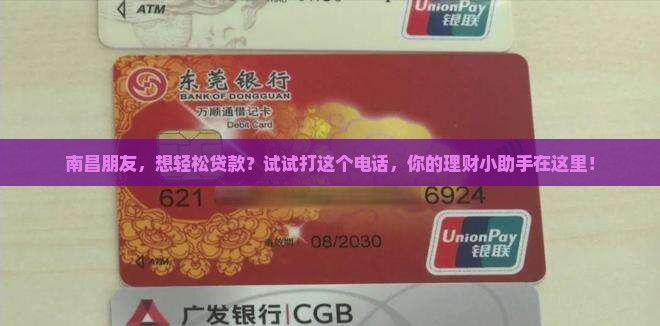 ATM
UnionPay
银联
东莞银行
BANK OF DONGGUAN
万顺通借记卡
Debit Card
南昌朋友，想轻松贷款？试试打这个电话，你的理财小助手在这里！
621 6924
有效期 08/2030
ATM
UnionPay
银联
广发银行|CGB